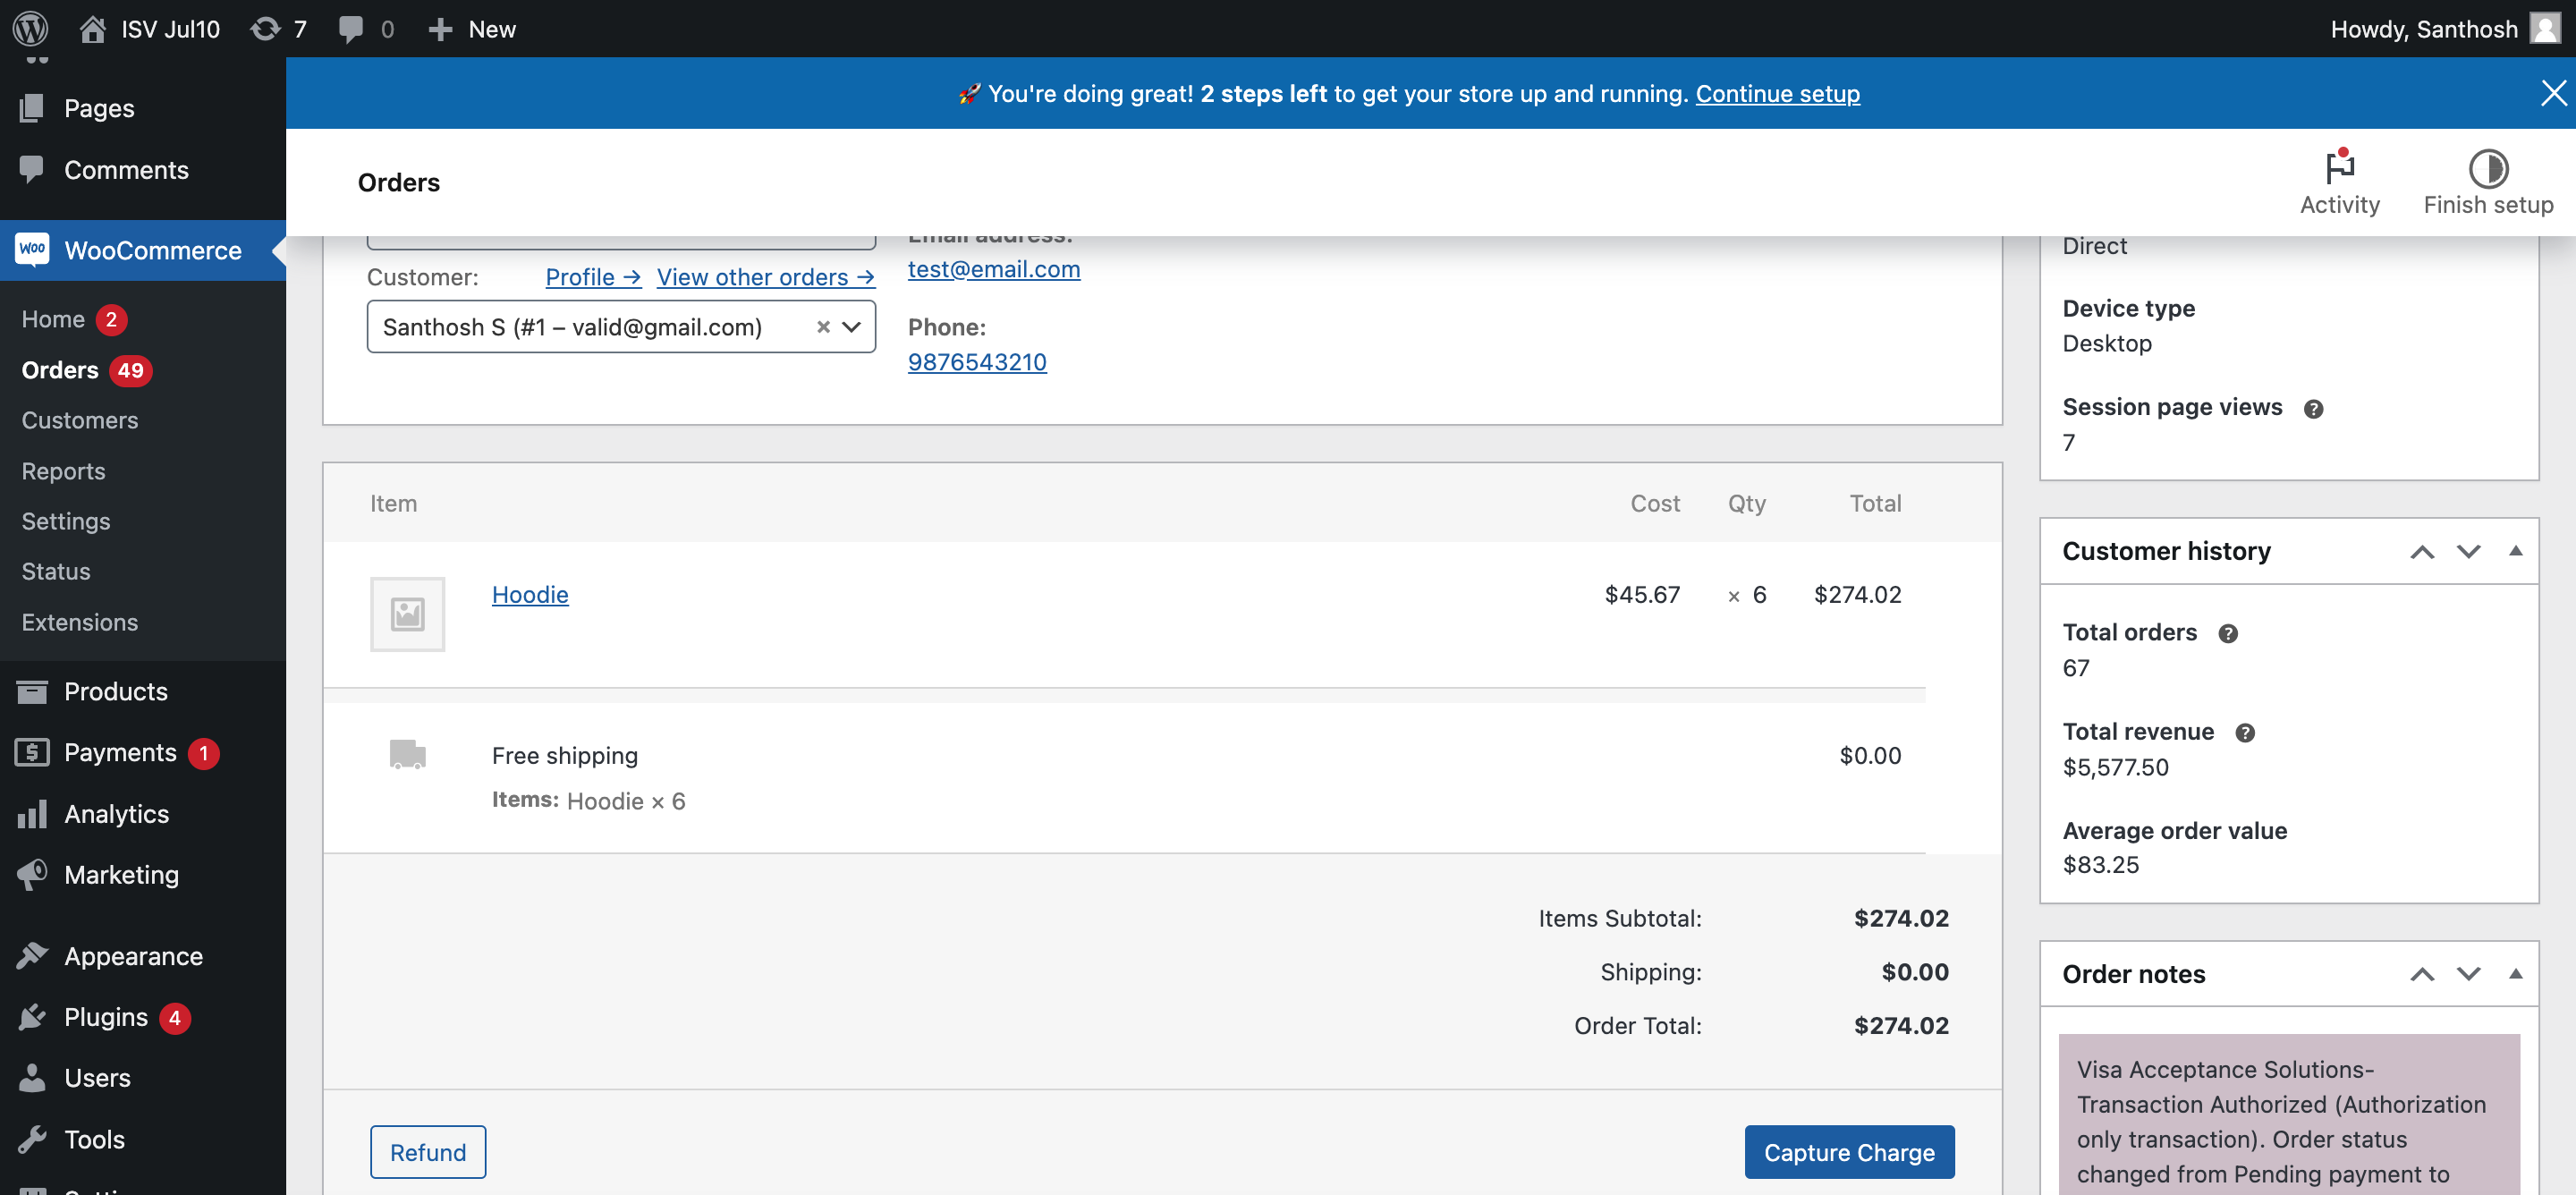 ISV Jul10
7
0
New
Howdy, Santhosh
Pages
Comments
WooCommerce
Home 2
Orders 49
Customers
Reports
Settings
Status
Extensions
Products
Payments 1
Analytics
Marketing
Appearance
Plugins 4
Users
Tools
🚀 You're doing great! 2 steps left to get your store up and running. Continue setup
Orders
Activity
Finish setup
Customer: Profile → View other orders →
Santhosh S (#1 – valid@gmail.com) ×
Email address:
test@email.com
Phone:
9876543210
Item Cost Qty Total
Hoodie $45.67 × 6 $274.02
Free shipping $0.00
Items: Hoodie × 6
Items Subtotal: $274.02
Shipping: $0.00
Order Total: $274.02
Refund
Capture Charge
Direct
Device type
Desktop
Session page views ?
7
Customer history
Total orders ?
67
Total revenue ?
$5,577.50
Average order value
$83.25
Order notes
Visa Acceptance Solutions-
Transaction Authorized (Authorization
only transaction). Order status
changed from Pending payment to